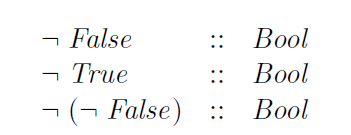 ¬ False :: Bool
¬ True :: Bool
¬ (¬ False) :: Bool